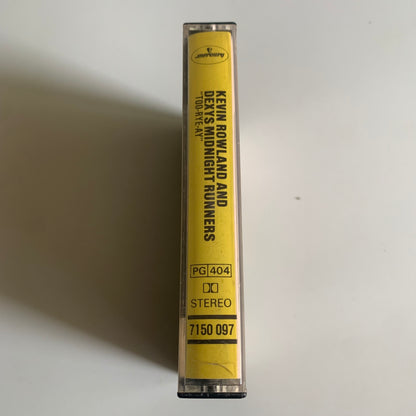 mercury
KEVIN ROWLAND AND
DEXYS MIDNIGHT RUNNERS
"TOO-RYE-AY"
PG 404
STEREO
7150 097